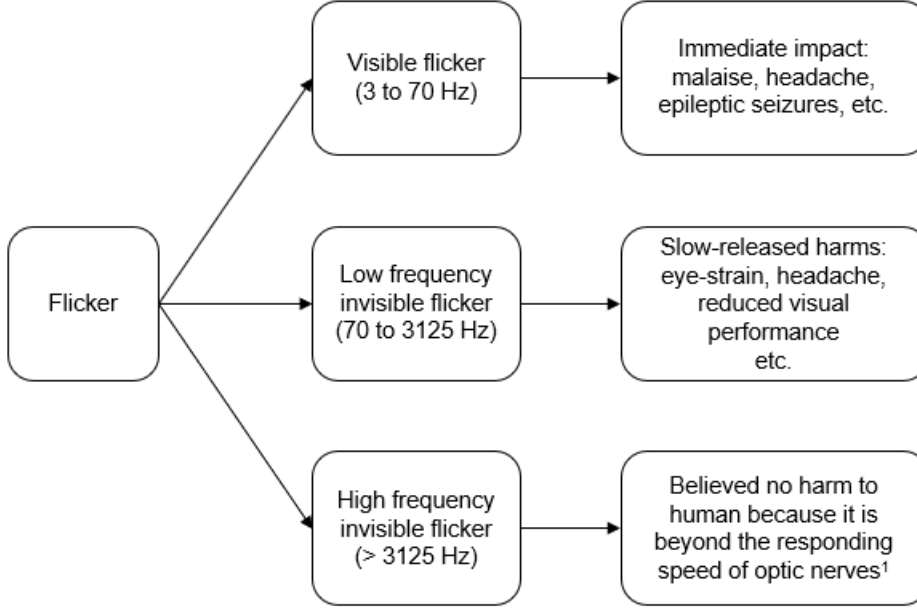 Visible flicker
(3 to 70 Hz)
Immediate impact:
malaise, headache,
epileptic seizures, etc.
Flicker
Low frequency
invisible flicker
(70 to 3125 Hz)
Slow-released harms:
eye-strain, headache,
reduced visual
performance
etc.
High frequency
invisible flicker
(> 3125 Hz)
Believed no harm to
human because it is
beyond the responding
speed of optic nerves¹